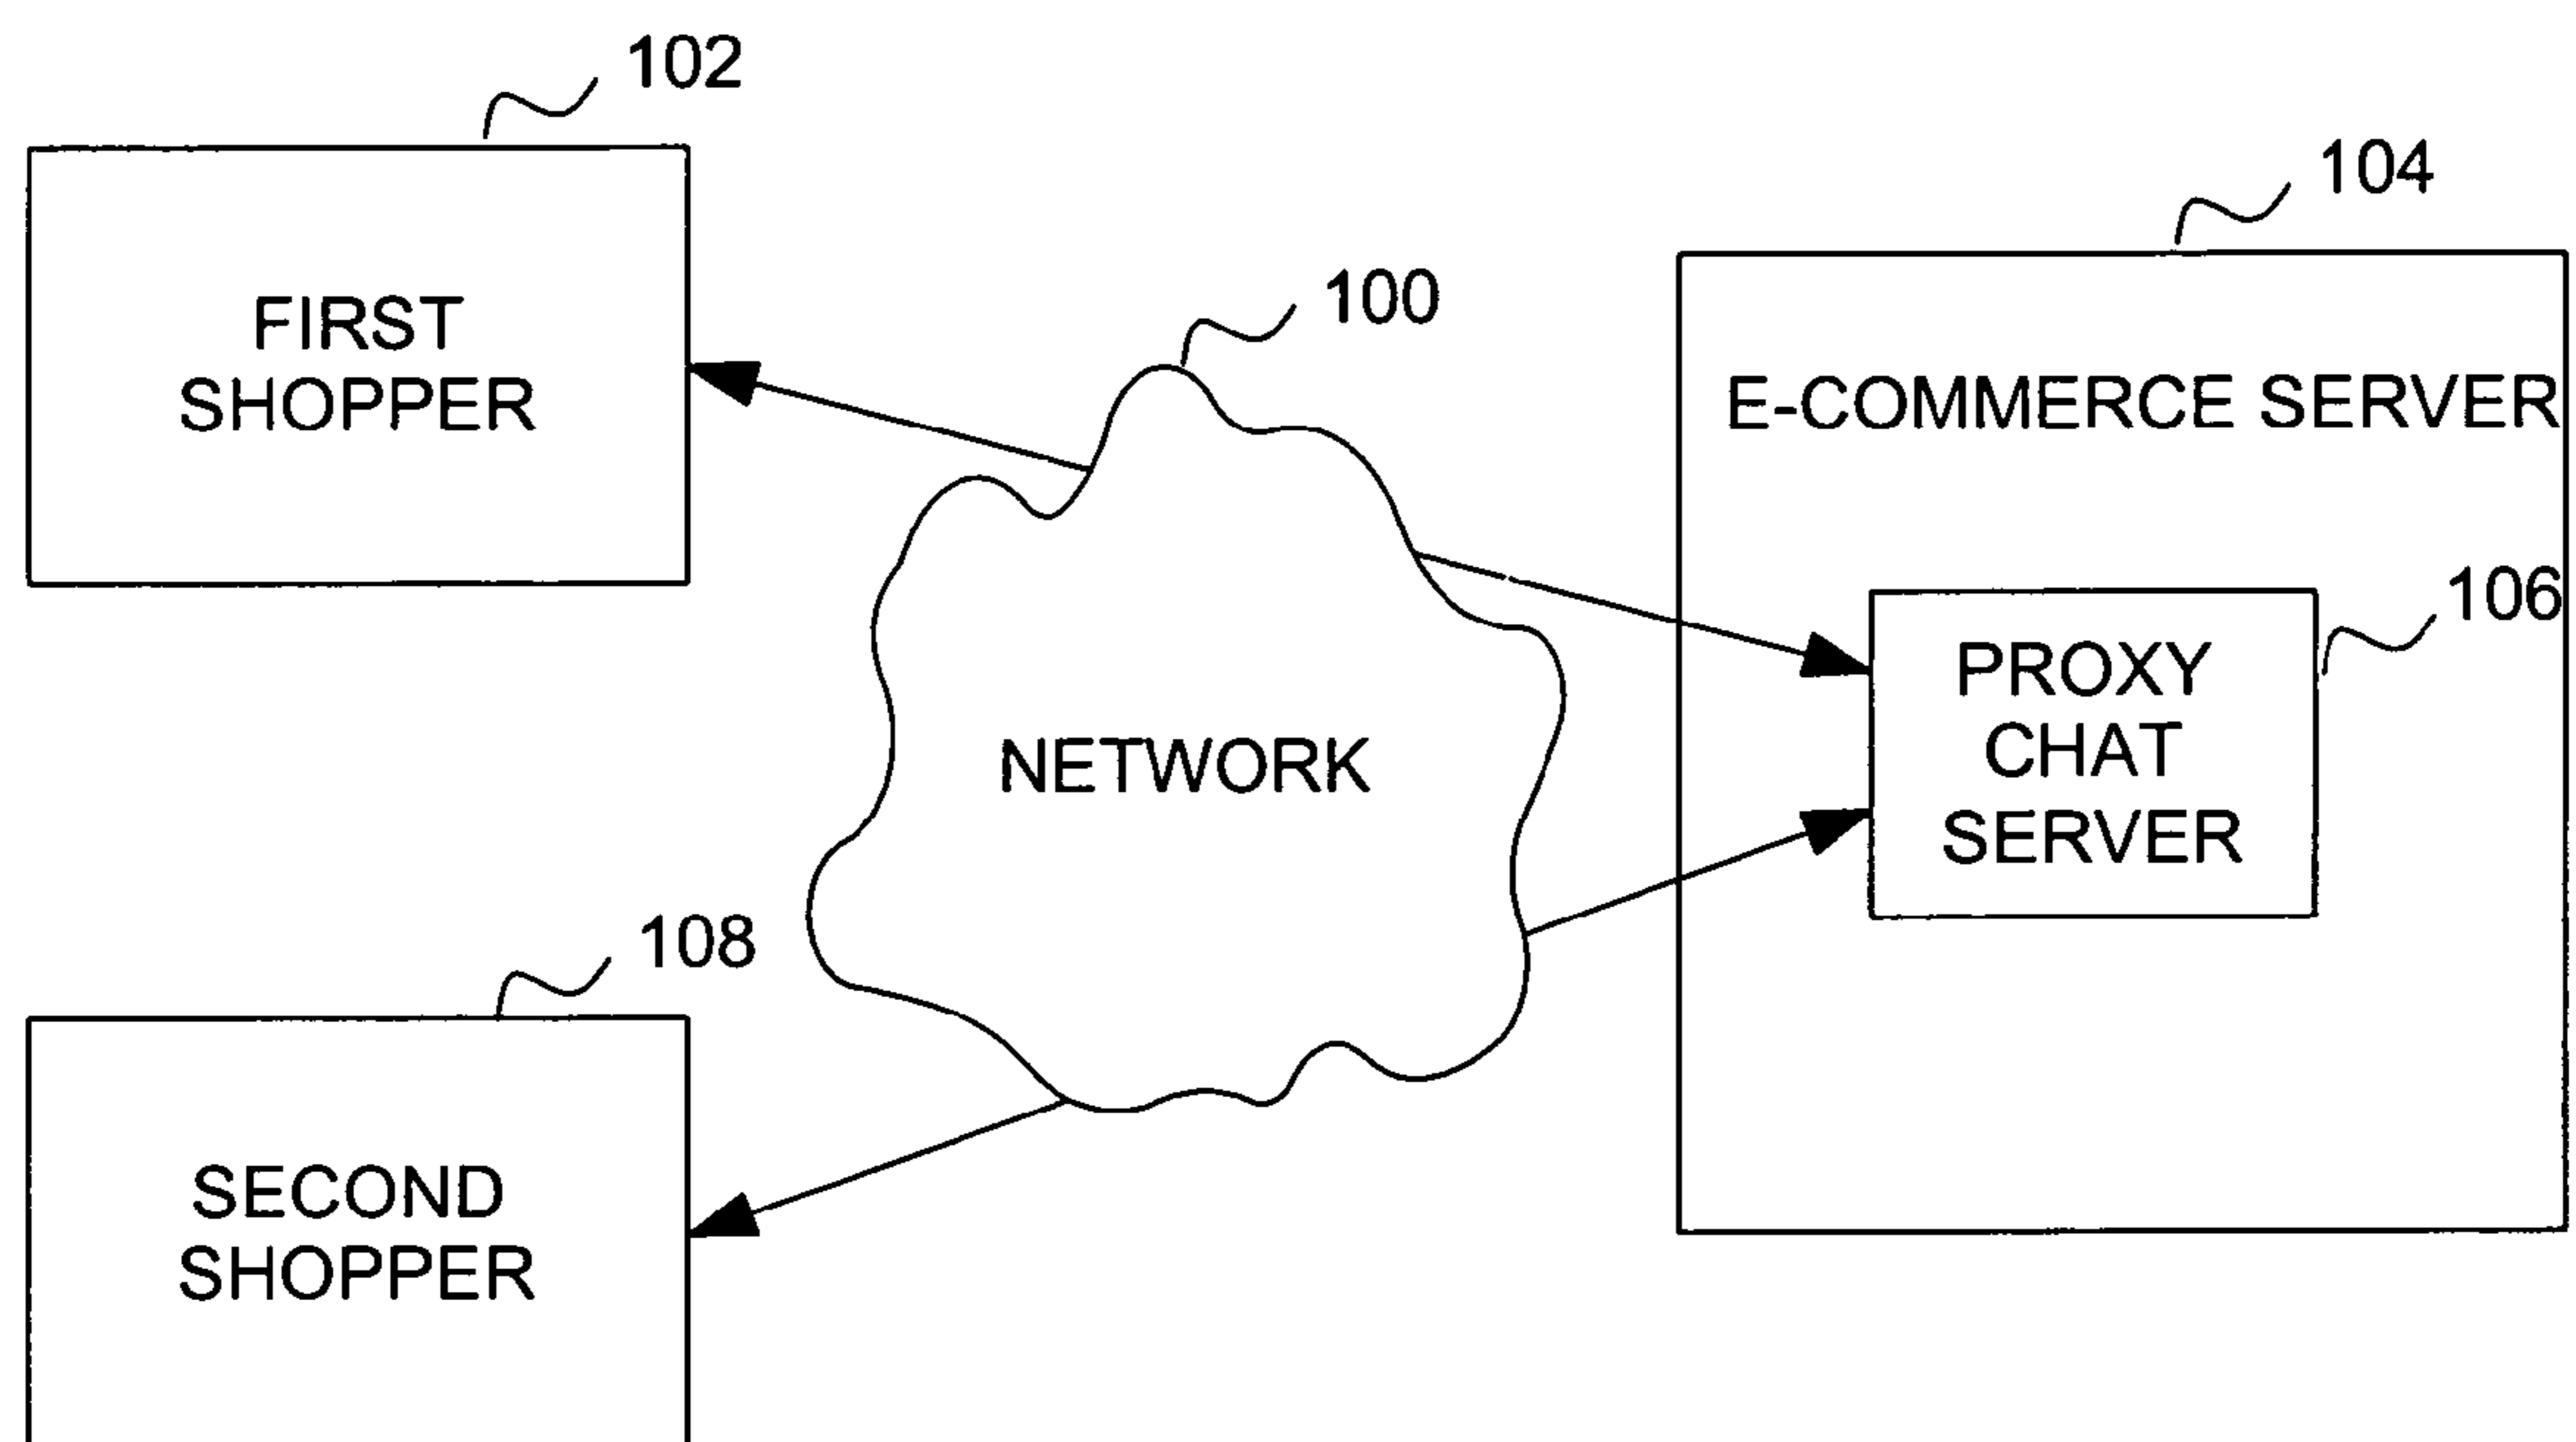 102
FIRST
SHOPPER
100
NETWORK
104
E-COMMERCE SERVER
106
PROXY
CHAT
SERVER
108
SECOND
SHOPPER